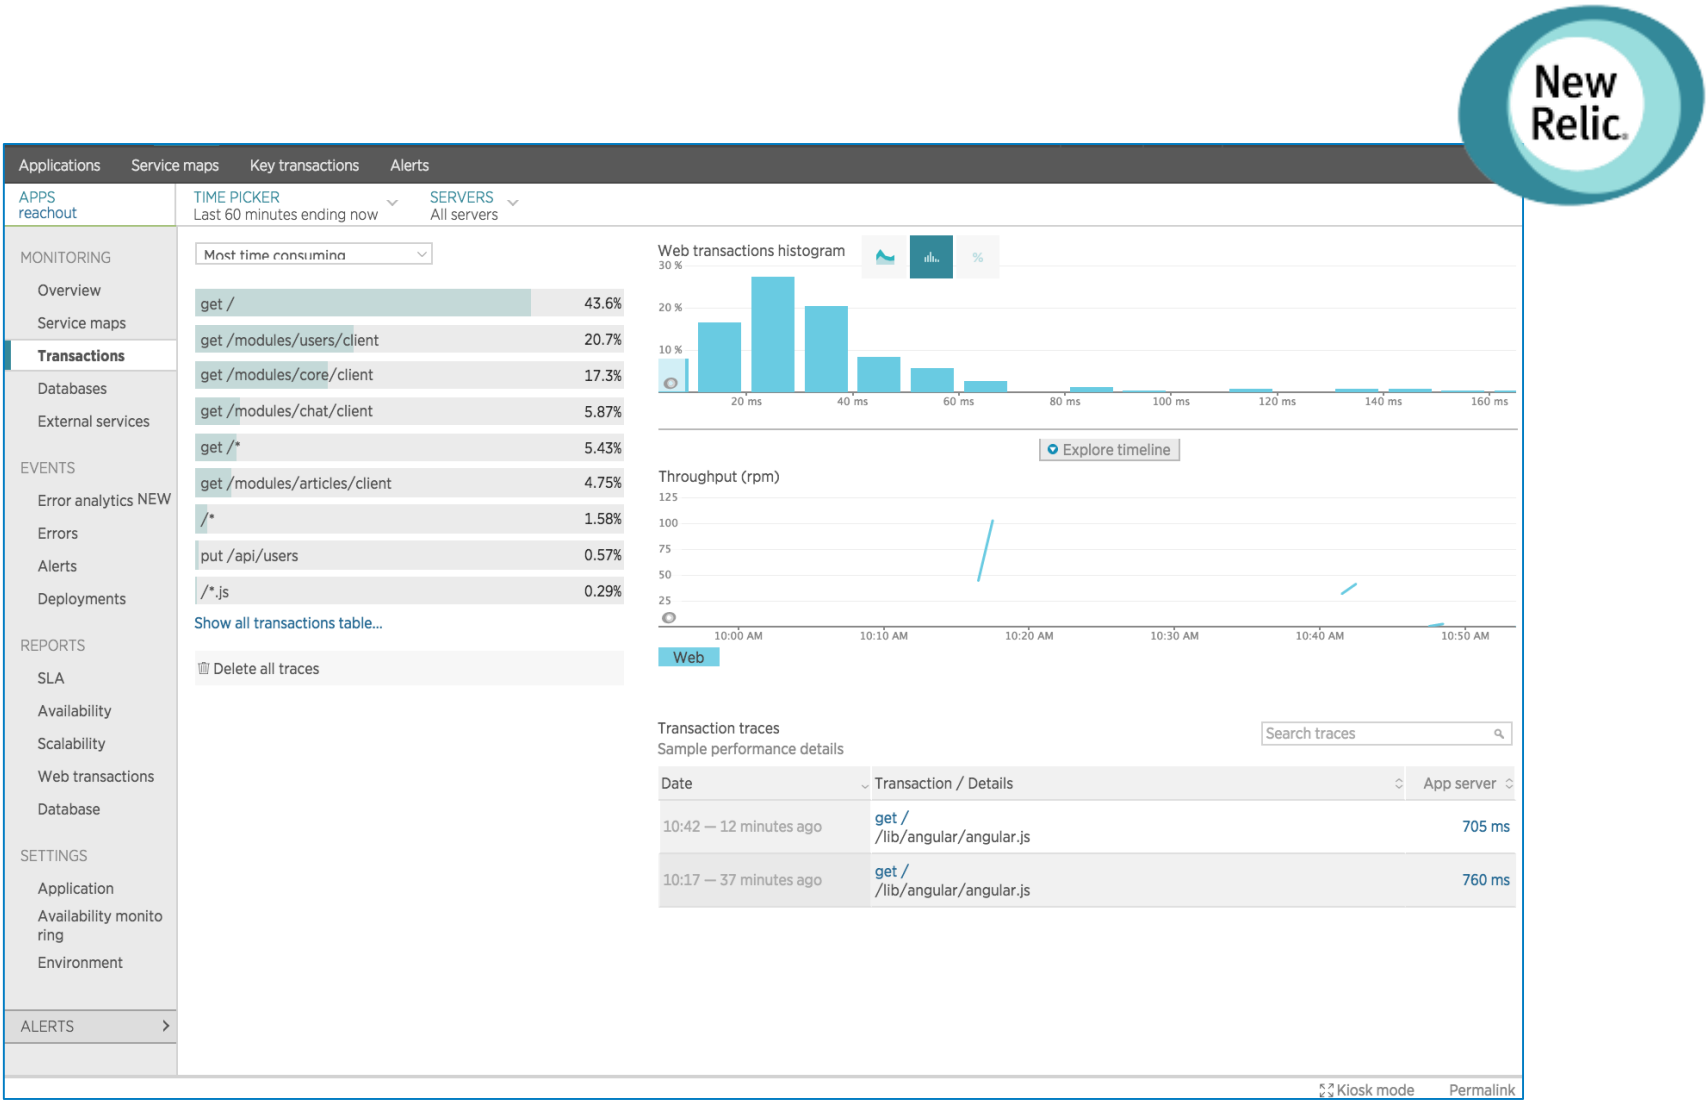 New
Relic.
Applications Service maps Key transactions Alerts
APPS
reachout
TIME PICKER
Last 60 minutes ending now
SERVERS
All servers
MONITORING
Overview
Service maps
Transactions
Databases
External services
EVENTS
Error analytics NEW
Errors
Alerts
Deployments
REPORTS
SLA
Availability
Scalability
Web transactions
Database
SETTINGS
Application
Availability monito
ring
Environment
ALERTS
Most time consuming
get / 43.6%
get /modules/users/client 20.7%
get /modules/core/client 17.3%
get /modules/chat/client 5.87%
get /* 5.43%
get /modules/articles/client 4.75%
/* 1.58%
put /api/users 0.57%
/*.js 0.29%
Show all transactions table...
Delete all traces
Web transactions histogram
%
30 %
20 %
10 %
20 ms 40 ms 60 ms 80 ms 100 ms 120 ms 140 ms 160 ms
Explore timeline
Throughput (rpm)
125
100
75
50
25
10:00 AM 10:10 AM 10:20 AM 10:30 AM 10:40 AM 10:50 AM
Web
Transaction traces
Sample performance details
Search traces
Date Transaction / Details App server
10:42 — 12 minutes ago get / 705 ms
/lib/angular/angular.js
10:17 — 37 minutes ago get / 760 ms
/lib/angular/angular.js
Kiosk mode Permalink